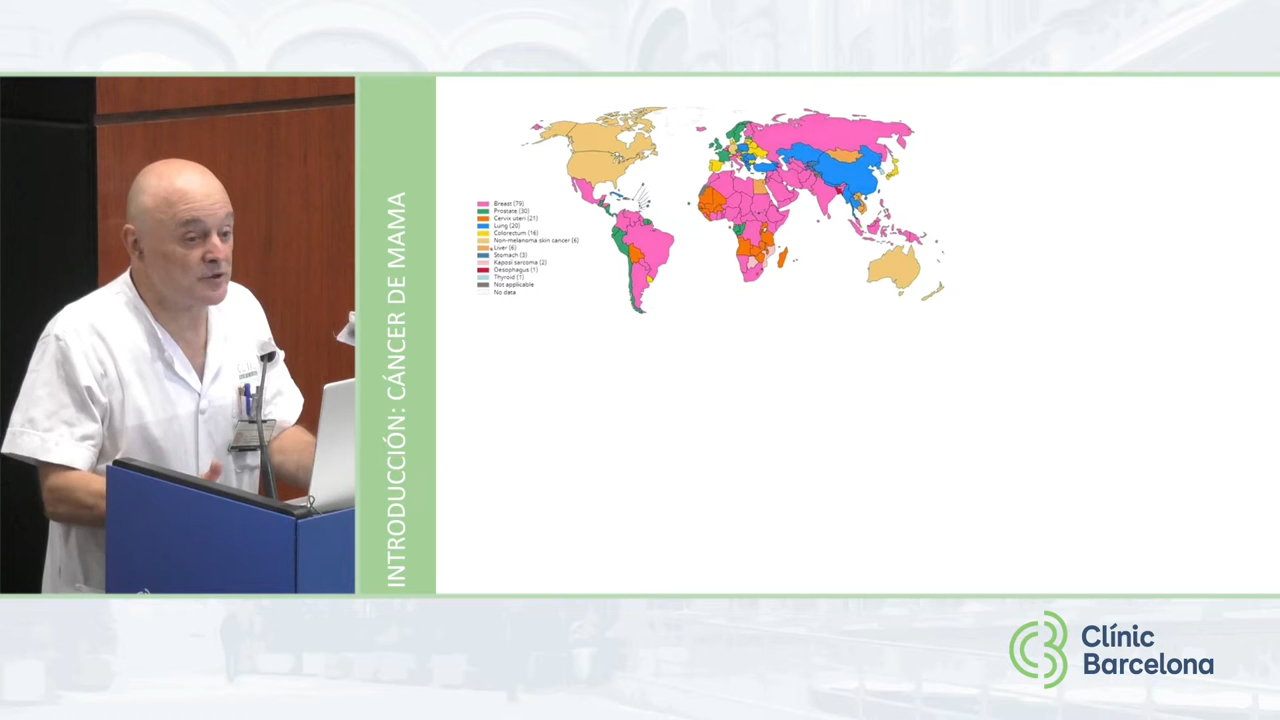 INTRODUCCIÓN: CÁNCER DE MAMA
Breast (79)
Prostate (30)
Cervix uteri (21)
Lung (20)
Colorectum (16)
Non-melanoma skin cancer (6)
Liver (6)
Stomach (3)
Kaposi sarcoma (2)
Oesophagus (1)
Thyroid (1)
Not applicable
No data
Clínic
Barcelona